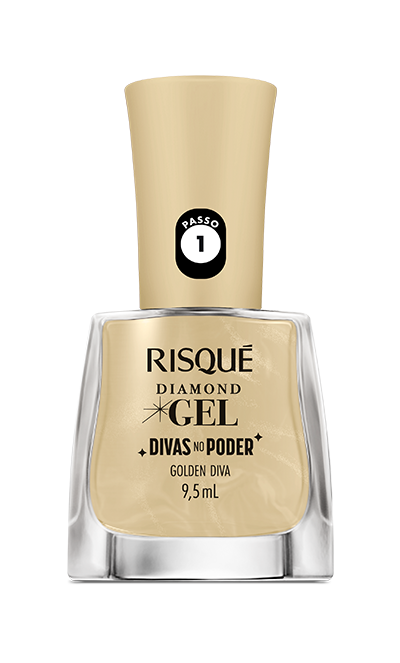 PASSO
1
RISQUÉ
DIAMOND
GEL
DIVAS NO PODER
GOLDEN DIVA
9,5mL